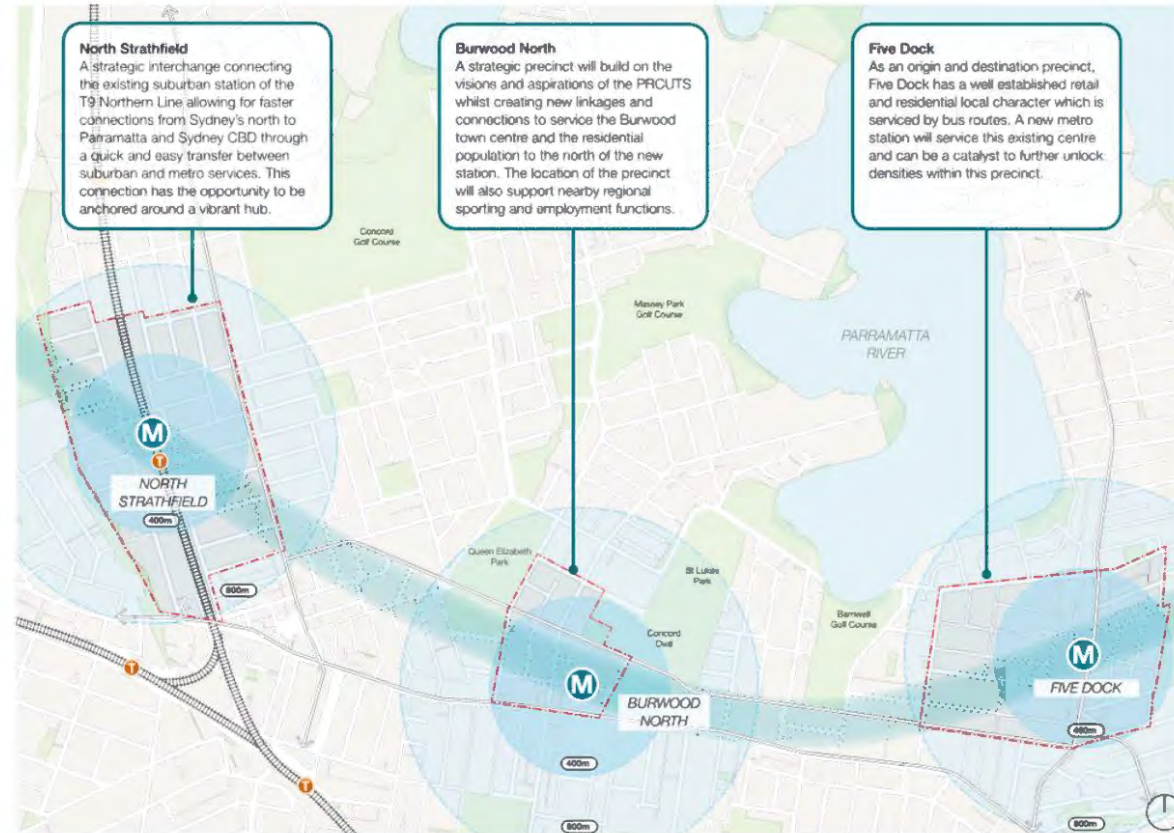 North Strathfield
A strategic interchange connecting
the existing suburban station of the
T9 Northern Line allowing for faster
connections from Sydney's north to
Parramatta and Sydney CBD through
a quick and easy transfer between
suburban and metro services. This
connection has the opportunity to be
anchored around a vibrant hub.
Burwood North
A strategic precinct will build on the
visions and aspirations of the PRCUTS
whilst creating new linkages and
connections to service the Burwood
town centre and the residential
population to the north of the new
station. The location of the precinct
will also support nearby regional
sporting and employment functions.
Five Dock
As an origin and destination precinct,
Five Dock has a well established retail
and residential local character which is
serviced by bus routes. A new metro
station will service this existing centre
and can be a catalyst to further unlock
densities within this precinct.
Concord
Golf Course
Massey Park
Golf Course
PARRAMATTA
RIVER
M
T
NORTH
STRATHFIELD
400m
800m
Queen Elizabeth
Park
St Lukes
Park
Concord
Oval
Barnwell
Golf Course
M
BURWOOD
NORTH
400m
800m
M
FIVE DOCK
400m
800m
T
T